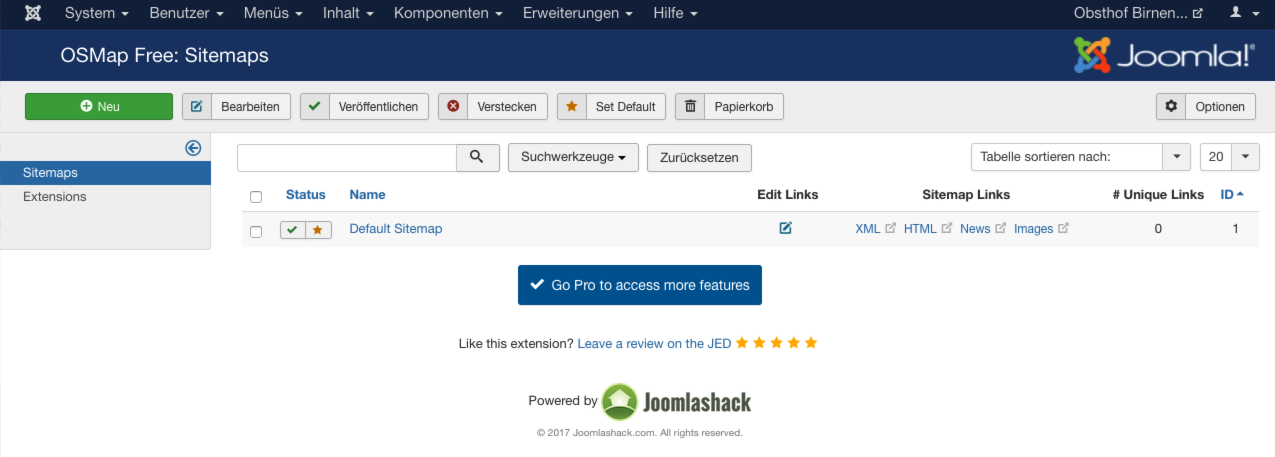 System Benutzer Menüs Inhalt Komponenten Erweiterungen Hilfe Obsthof Birnen...
OSMap Free: Sitemaps Joomla!®
Neu Bearbeiten Veröffentlichen Verstecken Set Default Papierkorb Optionen
Sitemaps
Extensions
Suchwerkzeuge Zurücksetzen Tabelle sortieren nach: 20
Status Name Edit Links Sitemap Links # Unique Links ID
Default Sitemap XML HTML News Images 0 1
Go Pro to access more features
Like this extension? Leave a review on the JED
Powered by Joomlashack
© 2017 Joomlashack.com. All rights reserved.